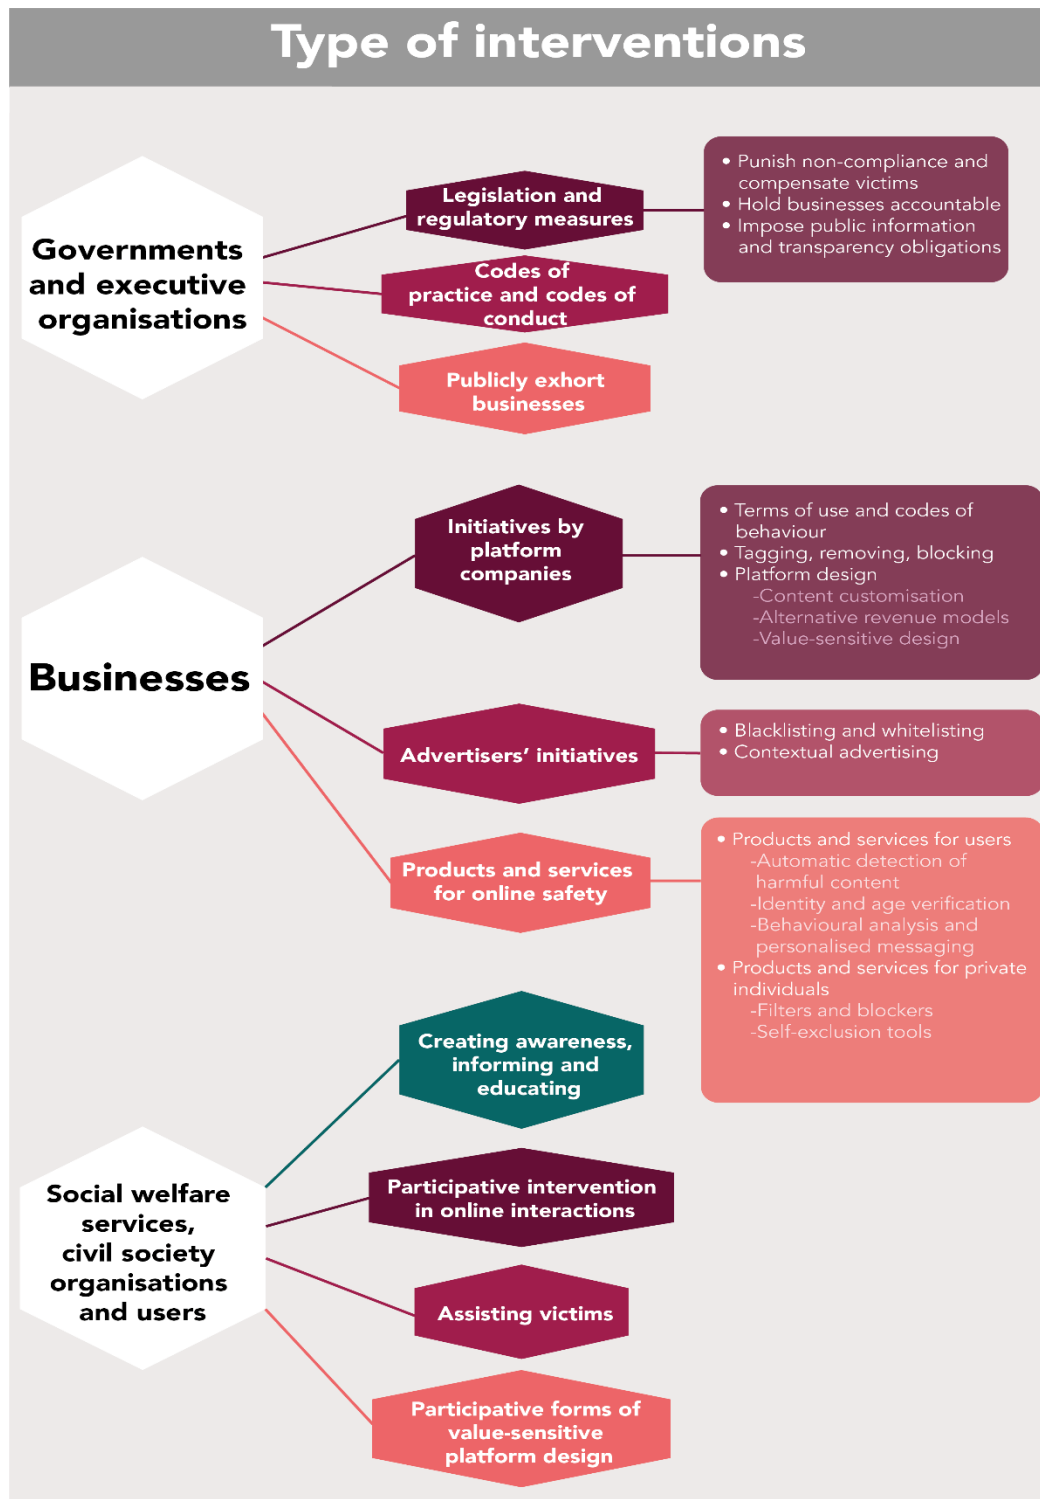 Type of interventions
Governments
and executive
organisations
Legislation and
regulatory measures
• Punish non-compliance and
compensate victims
• Hold businesses accountable
• Impose public information
and transparency obligations
Codes of
practice and codes of
conduct
Publicly exhort
businesses
Businesses
Initiatives by
platform
companies
• Terms of use and codes of
behaviour
• Tagging, removing, blocking
• Platform design
-Content customisation
-Alternative revenue models
-Value-sensitive design
Advertisers’ initiatives
• Blacklisting and whitelisting
• Contextual advertising
Products and services
for online safety
• Products and services for users
-Automatic detection of
harmful content
-Identity and age verification
-Behavioural analysis and
personalised messaging
• Products and services for private
individuals
-Filters and blockers
-Self-exclusion tools
Social welfare
services,
civil society
organisations
and users
Creating awareness,
informing and
educating
Participative intervention
in online interactions
Assisting victims
Participative forms of
value-sensitive
platform design